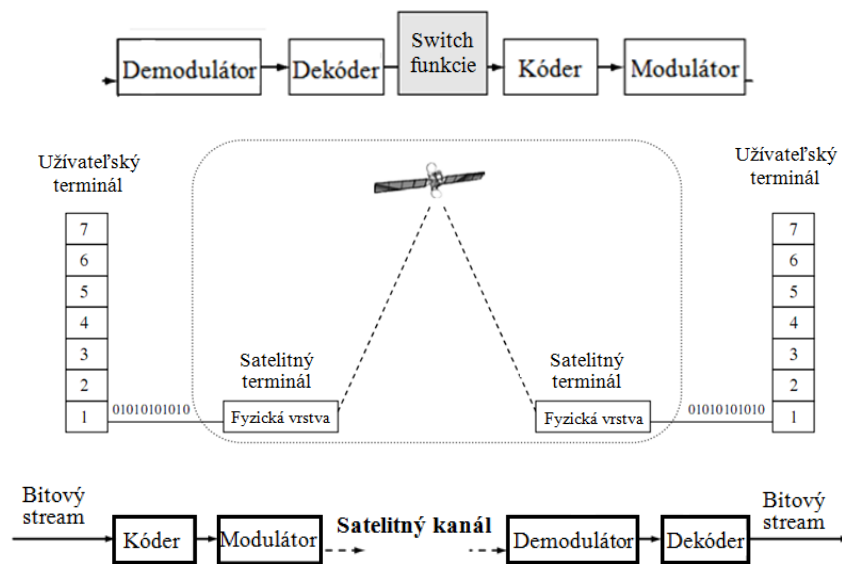 Demodulátor
Dekóder
Switch
funkcie
Kóder
Modulátor
Užívateľský
terminál
7
6
5
4
3
2
1
01010101010
Satelitný
terminál
Fyzická vrstva
Satelitný
terminál
Fyzická vrstva
01010101010
Užívateľský
terminál
7
6
5
4
3
2
1
Bitový
stream
Kóder
Modulátor
Satelitný kanál
Demodulátor
Dekóder
Bitový
stream